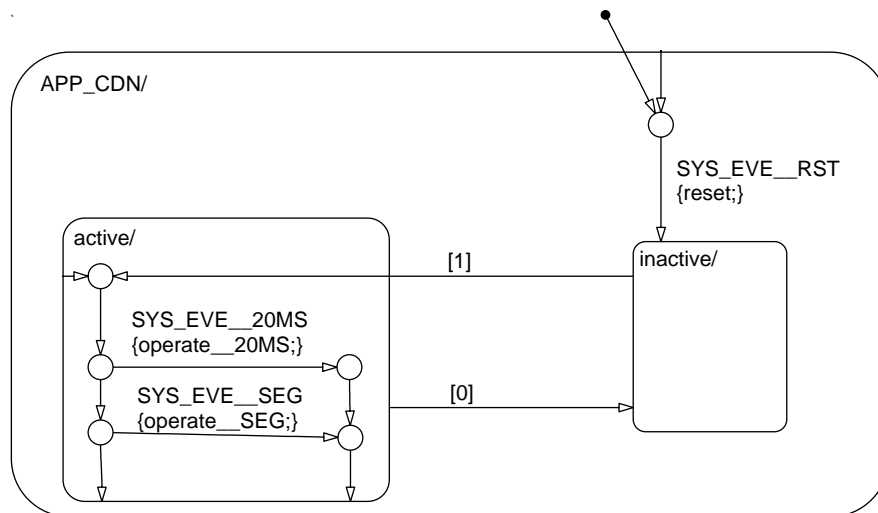 APP_CDN/
SYS_EVE__RST
{reset;}
active/
[1]
inactive/
SYS_EVE__20MS
{operate__20MS;}
SYS_EVE__SEG
{operate__SEG;}
[0]